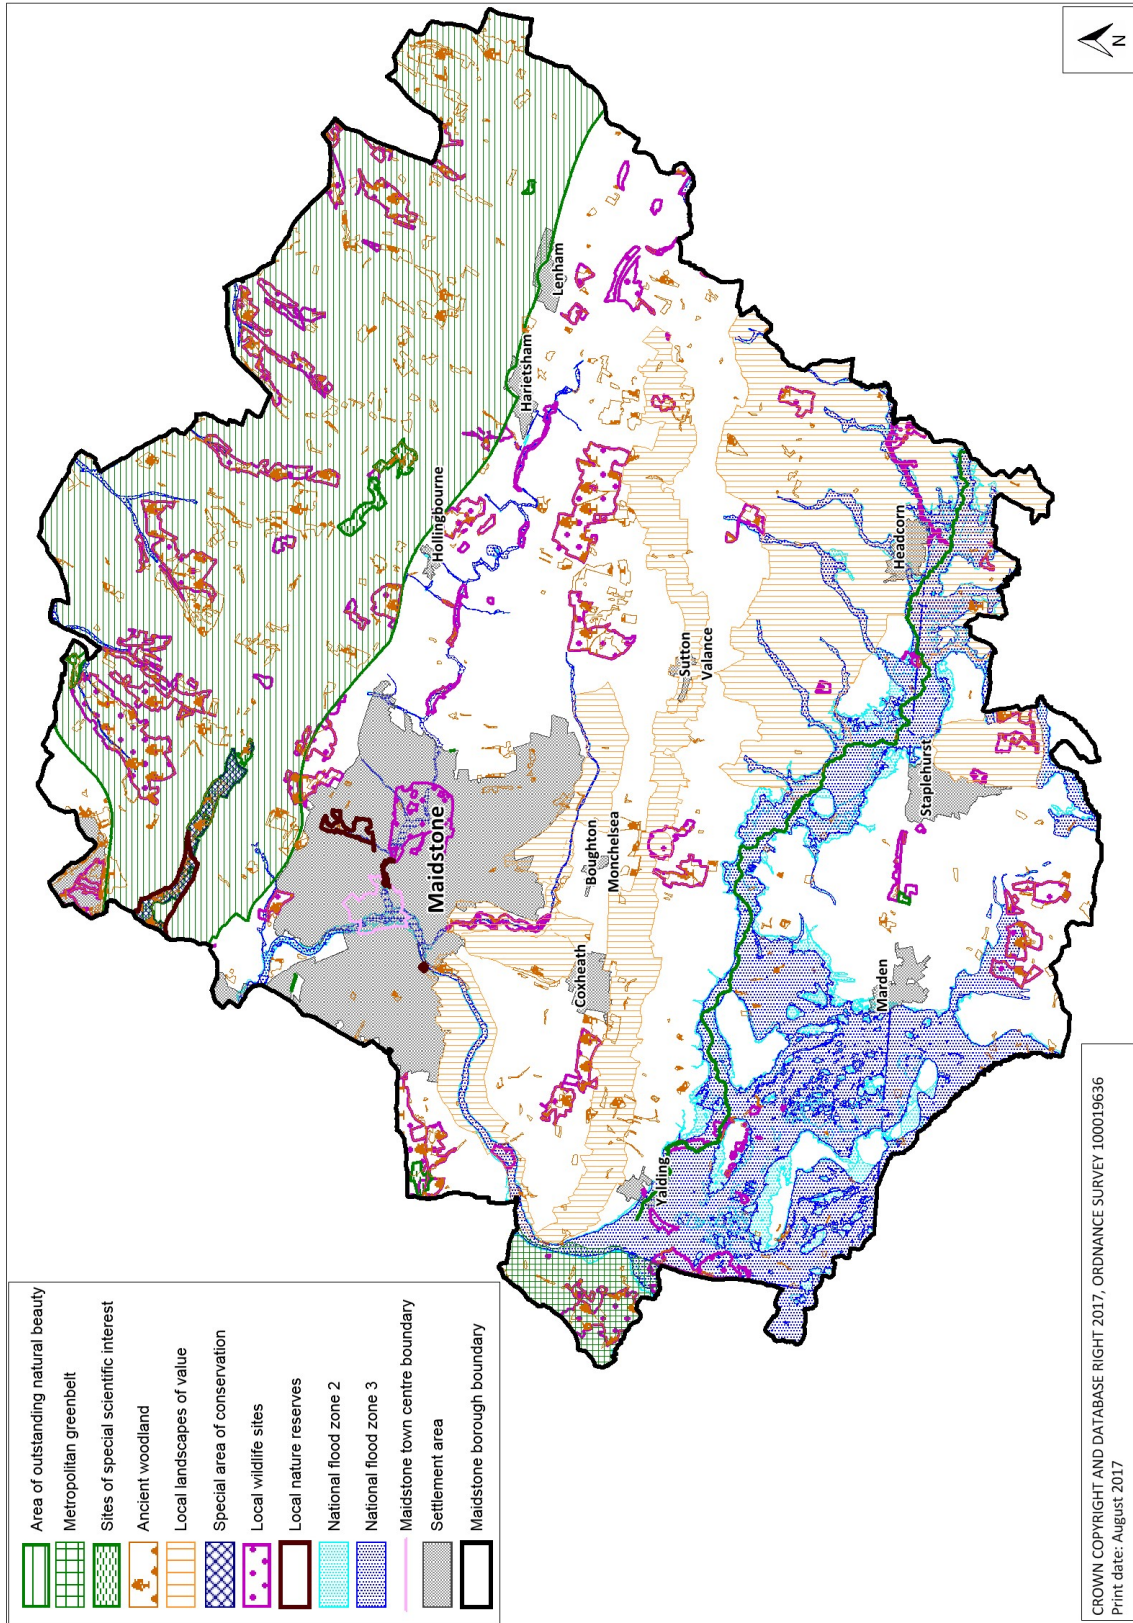 N
Area of outstanding natural beauty
Metropolitan greenbelt
Sites of special scientific interest
Ancient woodland
Local landscapes of value
Special area of conservation
Local wildlife sites
Local nature reserves
National flood zone 2
National flood zone 3
Maidstone town centre boundary
Settlement area
Maidstone borough boundary
Maidstone
Hollingbourne
Harietsham
Lenham
Boughton
Monchelsea
Coxheath
Sutton
Valance
Yalding
Headcorn
Staplehurst
Marden
CROWN COPYRIGHT AND DATABASE RIGHT 2017, ORDNANCE SURVEY 100019636
Print date: August 2017